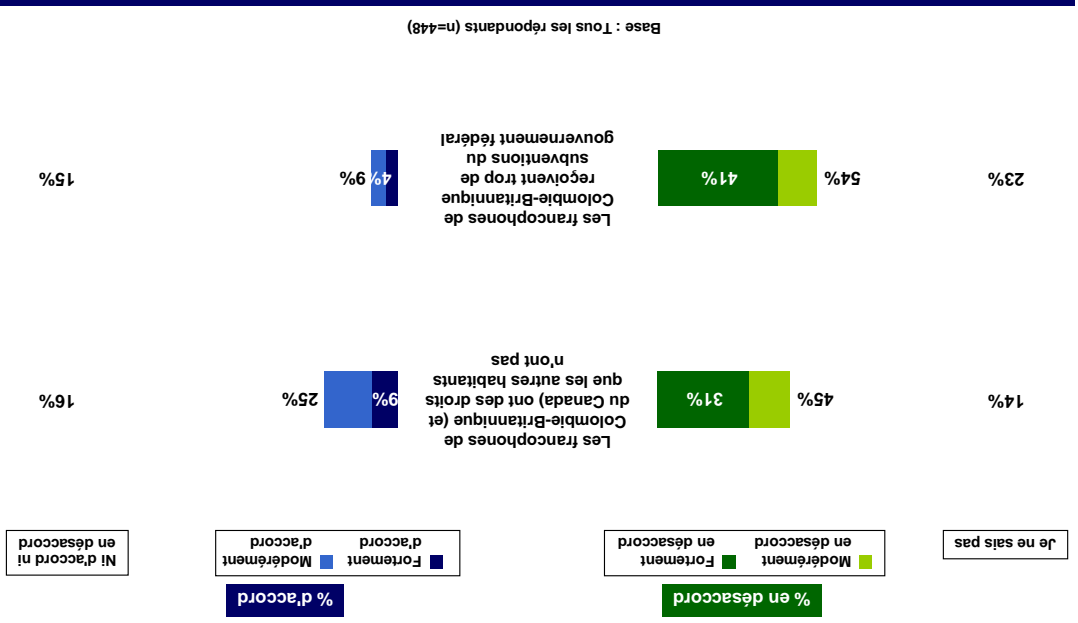 % en désaccord
% d'accord
Je ne sais pas
Modérément
en désaccord
Fortement
en désaccord
Fortement
d'accord
Modérément
d'accord
Ni d'accord ni
en désaccord
14%
45%
31%
Les francophones de
Colombie-Britannique (et
du Canada) ont des droits
que les autres habitants
n'ont pas
9%
25%
16%
23%
54%
41%
Les francophones de
Colombie-Britannique
reçoivent trop de
subventions du
gouvernement fédéral
4%
9%
15%
Base : Tous les répondants (n=448)